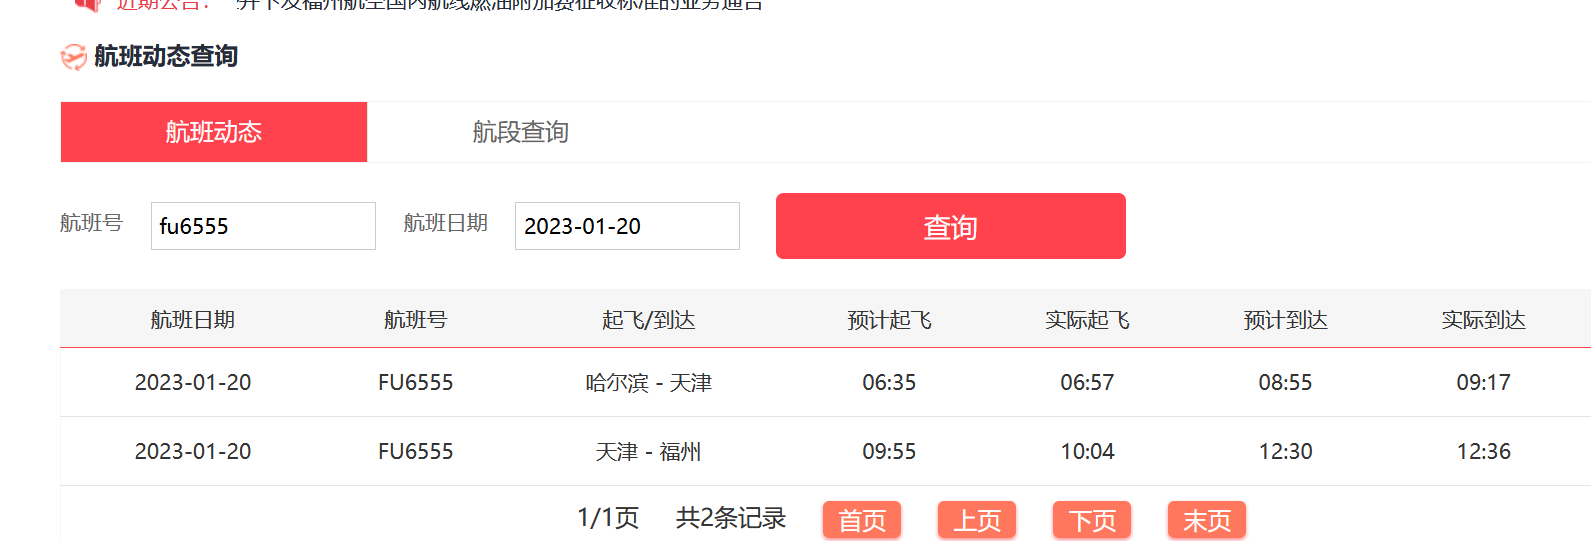 近期公告： 并下发福州航空国内航线燃油附加费征收标准的业务通告
航班动态查询
航班动态 航段查询
航班号 fu6555 航班日期 2023-01-20 查询
航班日期 航班号 起飞/到达 预计起飞 实际起飞 预计到达 实际到达
2023-01-20 FU6555 哈尔滨 - 天津 06:35 06:57 08:55 09:17
2023-01-20 FU6555 天津 - 福州 09:55 10:04 12:30 12:36
1/1页 共2条记录 首页 上页 下页 末页